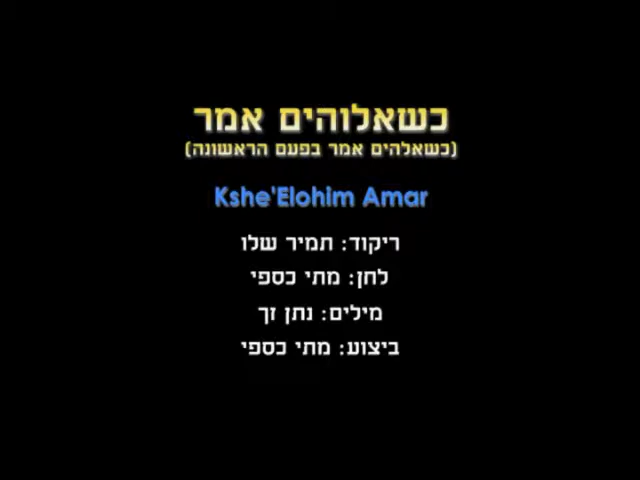 כשאלוהים אמר
(כשאלהים אמר בפעם הראשונה)
Kshe'Elohim Amar
ריקוד: תמיר שלו
לחן: מתי כספי
מילים: נתן זך
ביצוע: מתי כספי